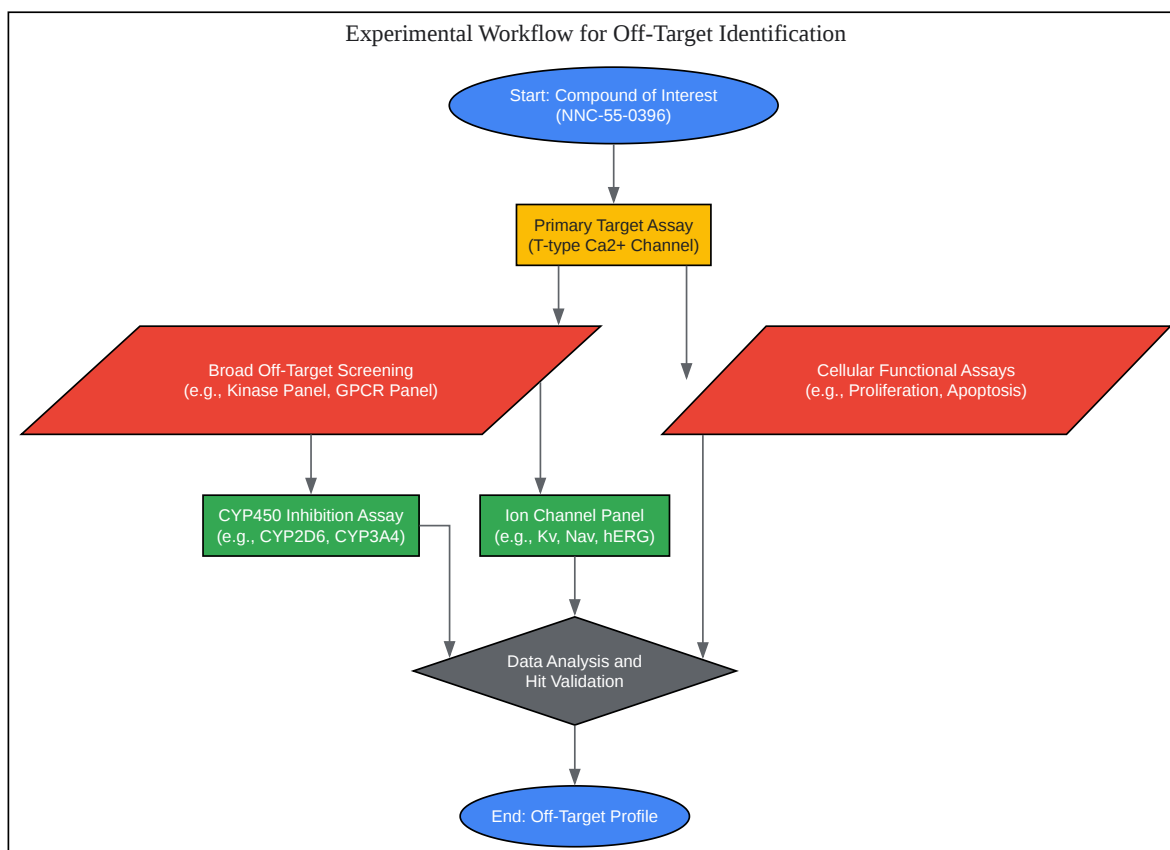 Experimental Workflow for Off-Target Identification
Start: Compound of Interest
(NNC-55-0396)
Primary Target Assay
(T-type Ca2+ Channel)
Broad Off-Target Screening
(e.g., Kinase Panel, GPCR Panel)
Cellular Functional Assays
(e.g., Proliferation, Apoptosis)
CYP450 Inhibition Assay
(e.g., CYP2D6, CYP3A4)
Ion Channel Panel
(e.g., Kv, Nav, hERG)
Data Analysis and
Hit Validation
End: Off-Target Profile